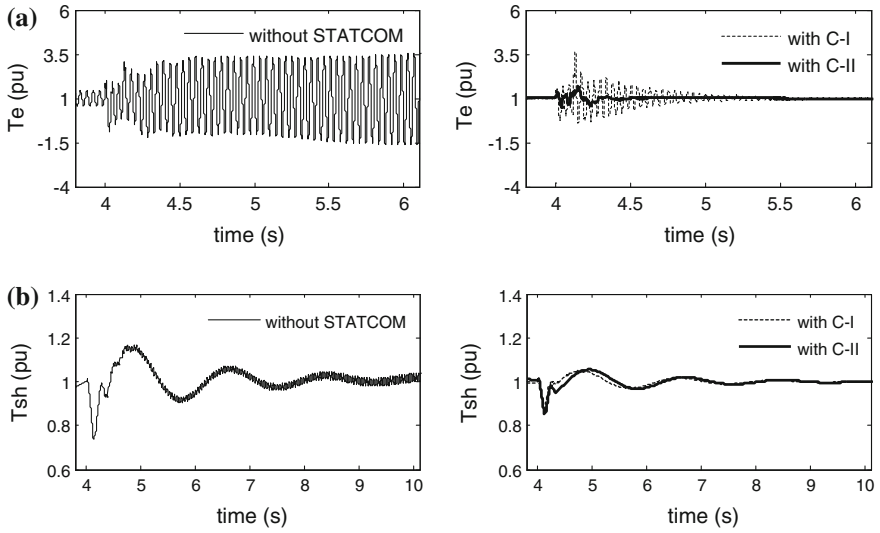 (a)
Te (pu)
6
3.5
1
-1.5
-4
without STATCOM
4
4.5
5
5.5
6
time (s)
Te (pu)
6
3.5
1
-1.5
-4
with C-I
with C-II
4
4.5
5
5.5
6
time (s)
(b)
Tsh (pu)
1.4
1.2
1
0.8
0.6
without STATCOM
4
5
6
7
8
9
10
time (s)
Tsh (pu)
1.4
1.2
1
0.8
0.6
with C-I
with C-II
4
5
6
7
8
9
10
time (s)